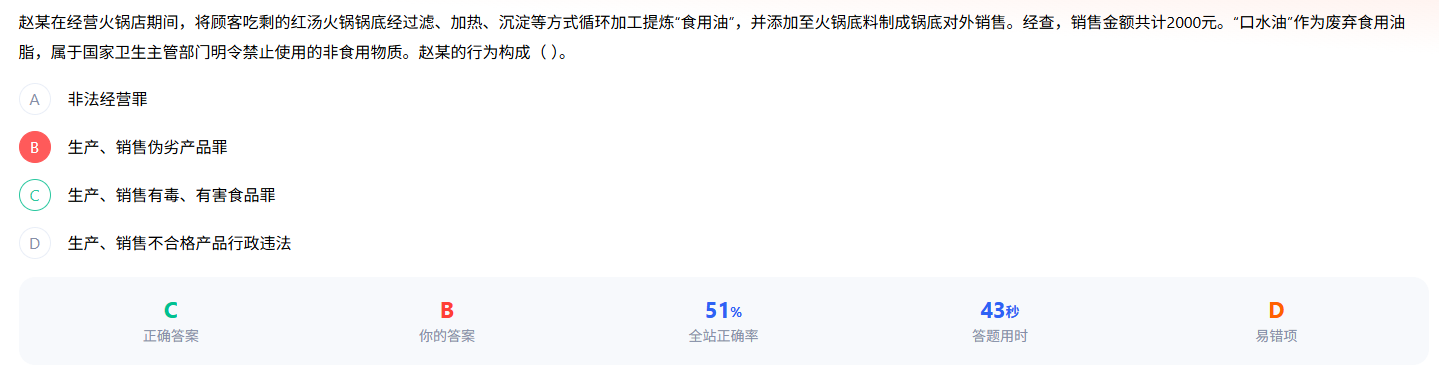 赵某在经营火锅店期间，将顾客吃剩的红汤火锅锅底经过滤、加热、沉淀等方式循环加工提炼“食用油”，并添加至火锅底料制成锅底对外销售。经查，销售金额共计2000元。“口水油”作为废弃食用油
脂，属于国家卫生主管部门明令禁止使用的非食用物质。赵某的行为构成（ ）。
A 非法经营罪
B 生产、销售伪劣产品罪
C 生产、销售有毒、有害食品罪
D 生产、销售不合格产品行政违法
C B 51% 43秒 D
正确答案 你的答案 全站正确率 答题用时 易错项